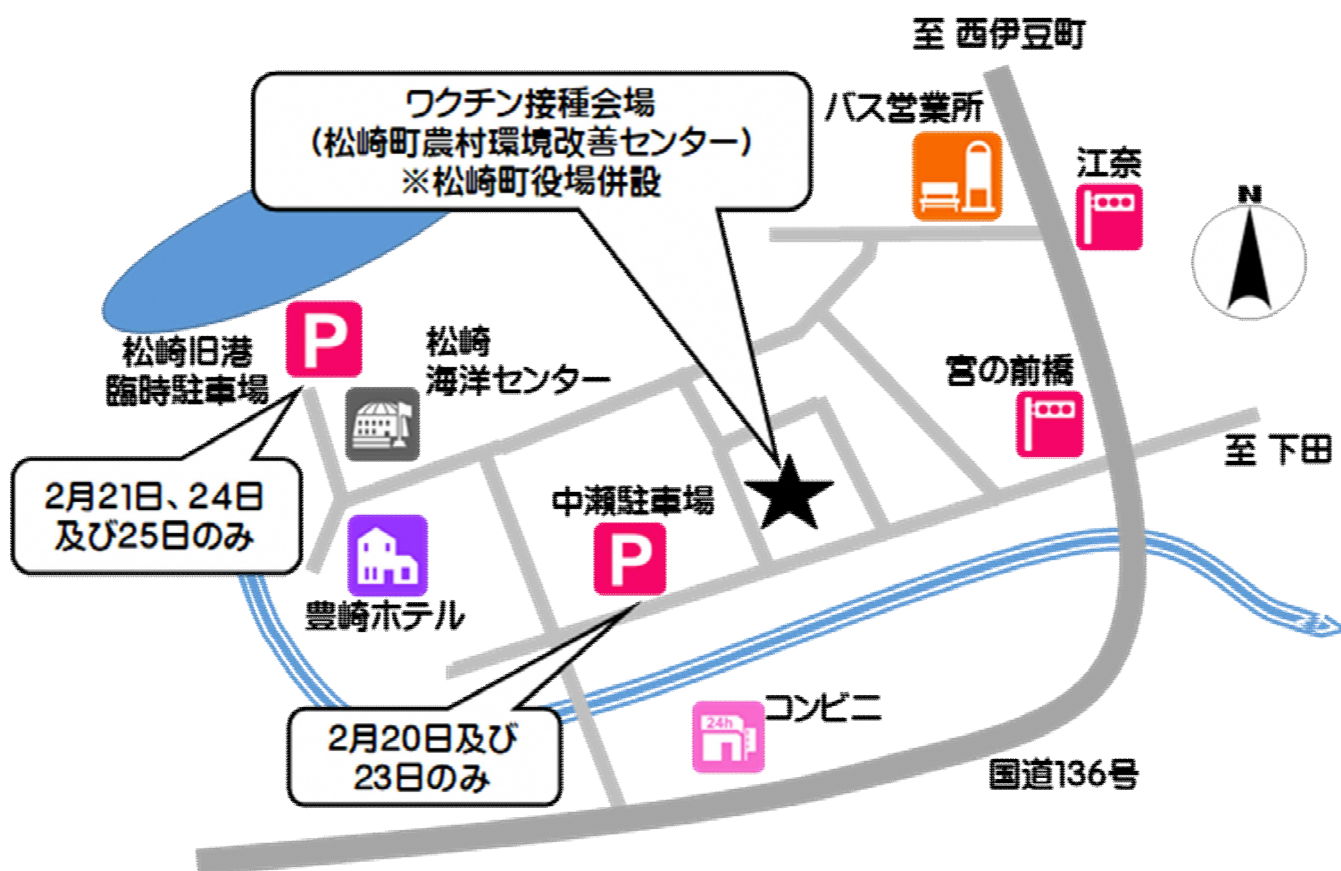 至 西伊豆町
ワクチン接種会場
(松崎町農村環境改善センター)
※松崎町役場併設
バス営業所
江奈
N
P
松崎旧港
臨時駐車場
松崎
海洋センター
宮の前橋
至 下田
2月21日、24日
及び25日のみ
中瀬駐車場
P
豊崎ホテル
2月20日及び
23日のみ
24h
コンビニ
国道136号